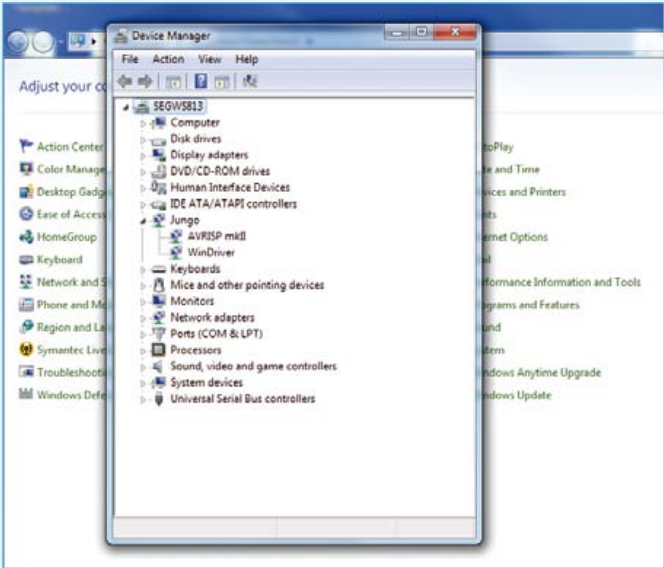 Device Manager
File Action View Help
Adjust your co
SEGWS813
Computer
Disk drives
Display adapters
DVD/CD-ROM drives
Human Interface Devices
IDE ATA/ATAPI controllers
Jungo
AVRISP mkII
WinDriver
Keyboards
Mice and other pointing devices
Monitors
Network adapters
Ports (COM & LPT)
Processors
Sound, video and game controllers
System devices
Universal Serial Bus controllers
Action Center
Color Manage
Desktop Gadg
Ease of Access
HomeGroup
Keyboard
Network and S
Phone and Mo
Region and La
Symantec Live
Troubleshoot
Windows Defe
toPlay
te and Time
vices and Printers
nts
ernet Options
il
formance Information and Tools
ograms and Features
und
tem
ndows Anytime Upgrade
ndows Update